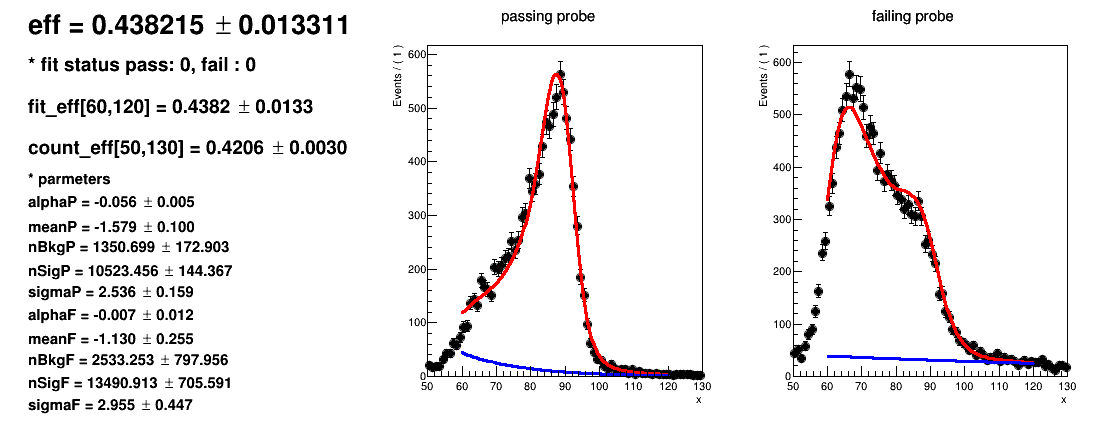 eff = 0.438215 ± 0.013311
* fit status pass: 0, fail : 0
fit_eff[60,120] = 0.4382 ± 0.0133
count_eff[50,130] = 0.4206 ± 0.0030
* parmeters
alphaP = -0.056 ± 0.005
meanP = -1.579 ± 0.100
nBkgP = 1350.699 ± 172.903
nSigP = 10523.456 ± 144.367
sigmaP = 2.536 ± 0.159
alphaF = -0.007 ± 0.012
meanF = -1.130 ± 0.255
nBkgF = 2533.253 ± 797.956
nSigF = 13490.913 ± 705.591
sigmaF = 2.955 ± 0.447
passing probe
Events / ( 1 )
600
500
400
300
200
100
0
50 60 70 80 90 100 110 120 130
x
failing probe
Events / ( 1 )
600
500
400
300
200
100
0
50 60 70 80 90 100 110 120 130
x